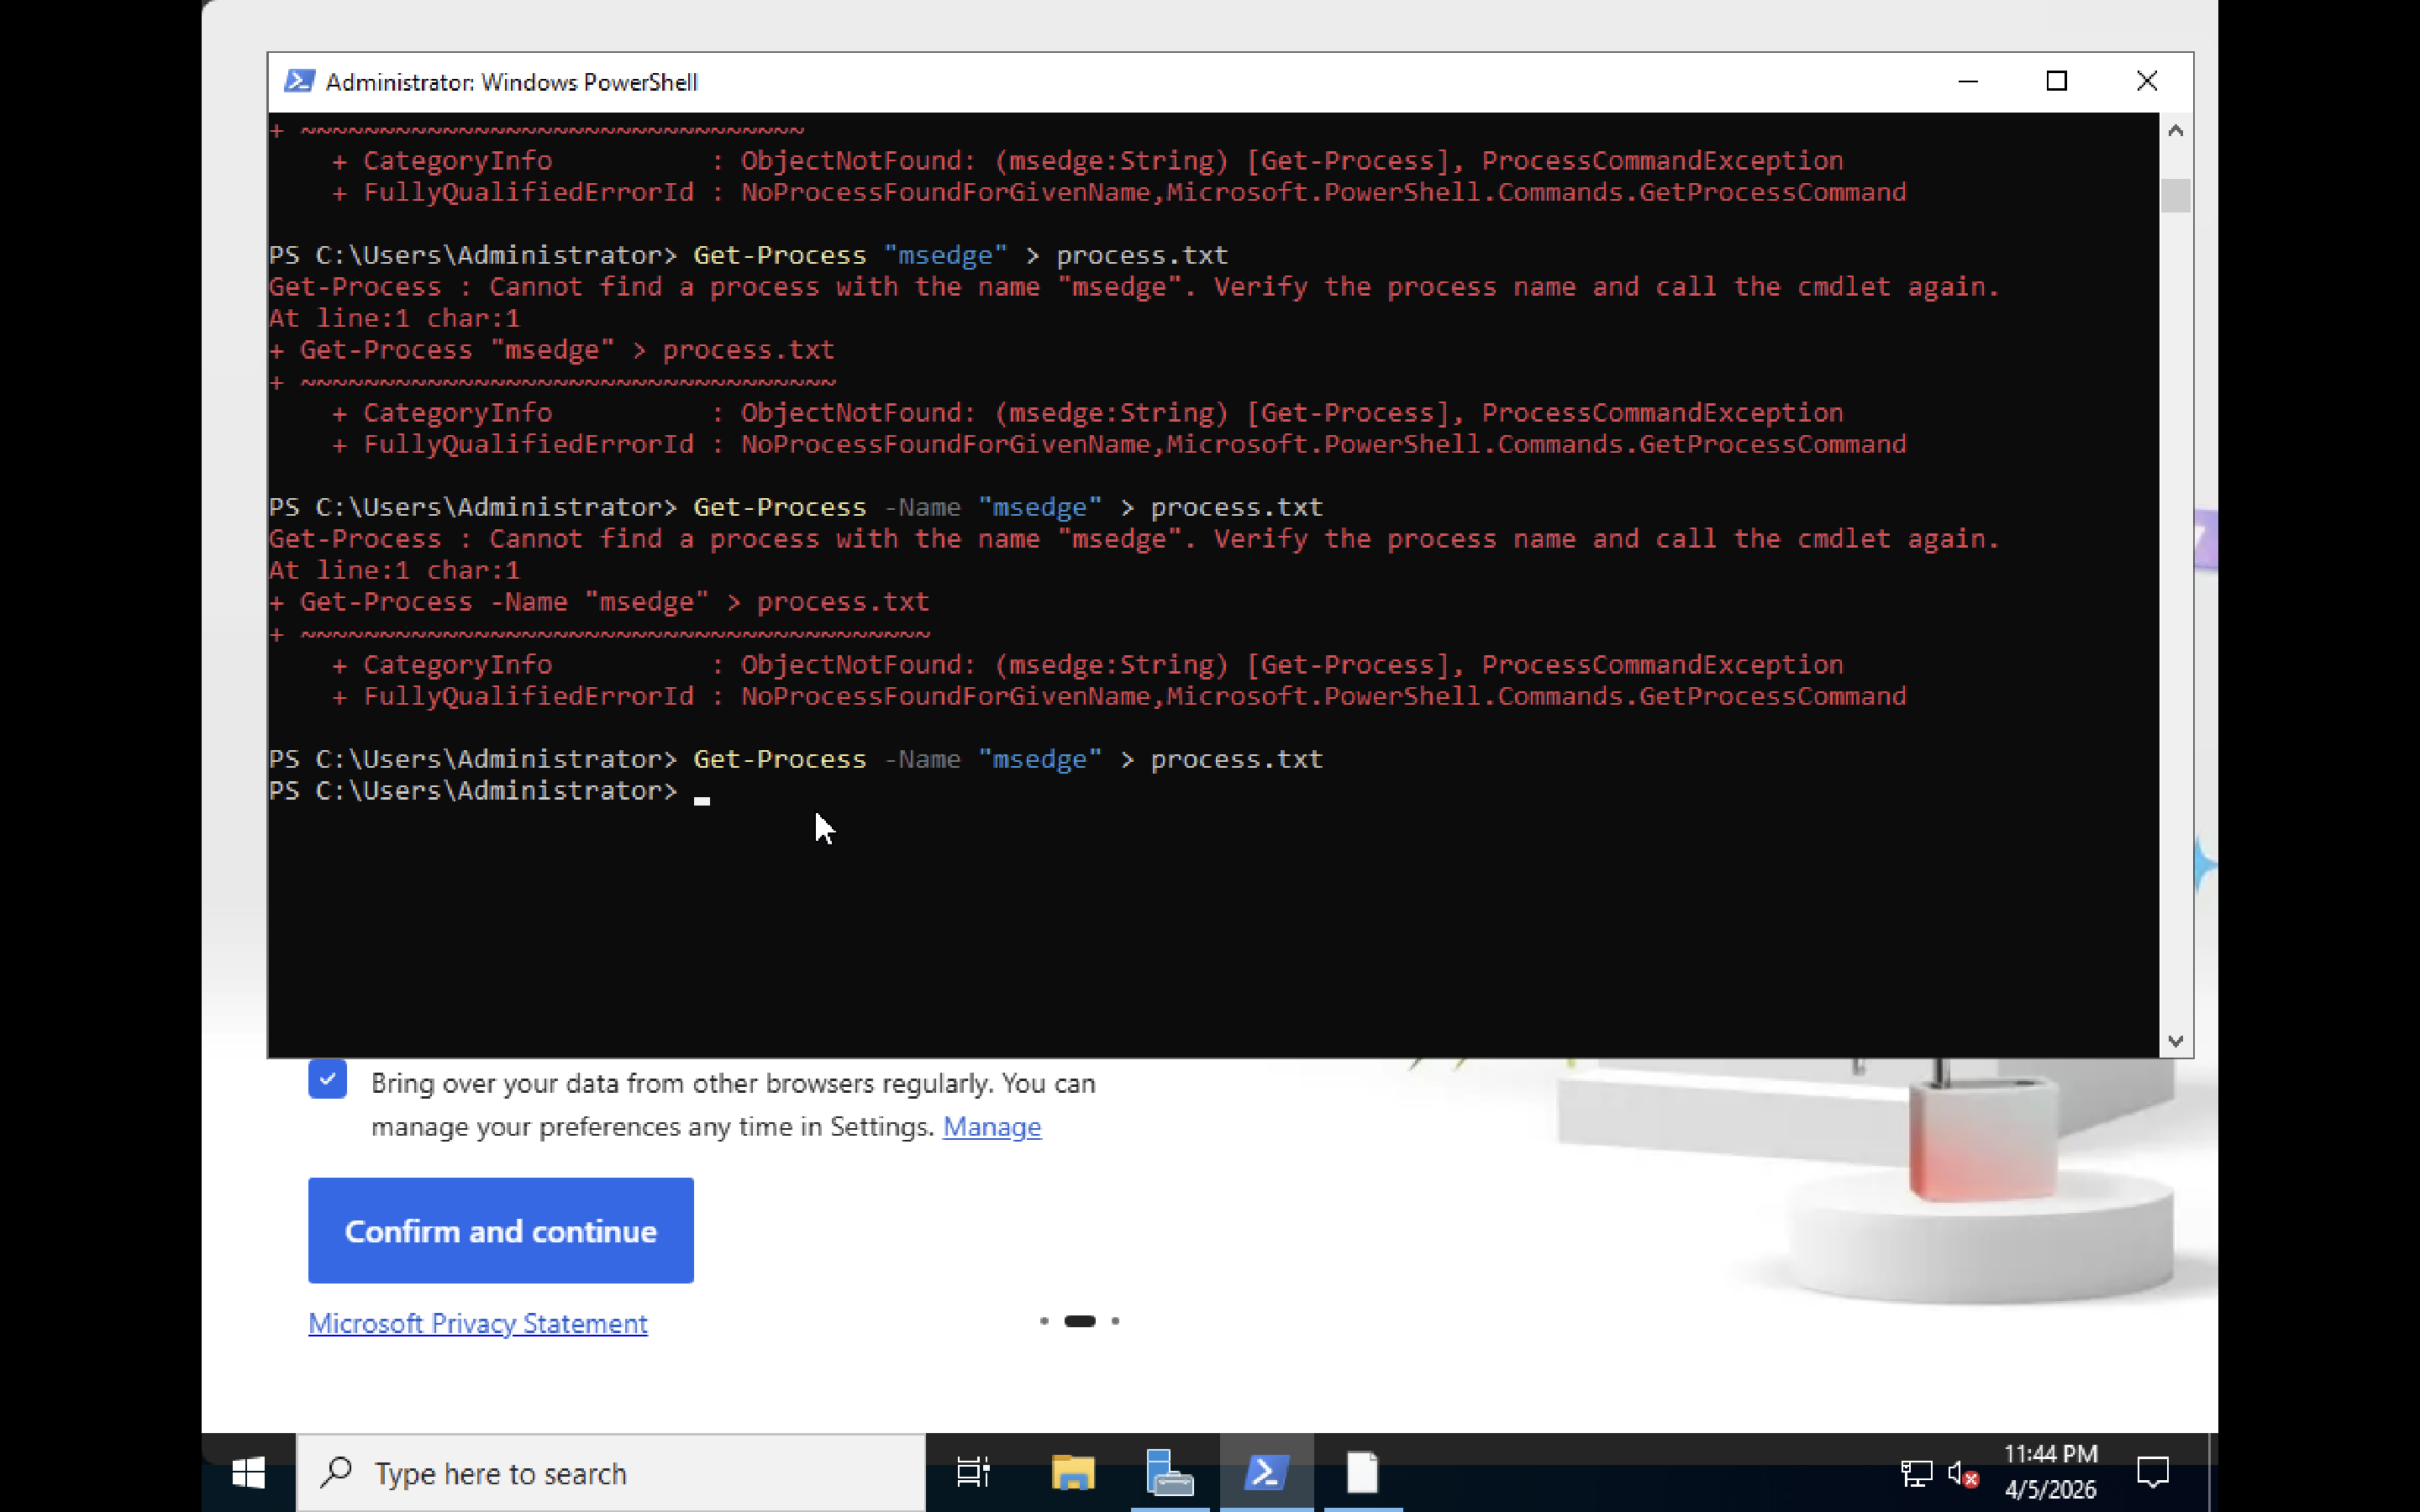 Administrator: Windows PowerShell
+ ~~~~~~~~~~~~~~~~~~~~~~~~~~~~~~~~
    + CategoryInfo          : ObjectNotFound: (msedge:String) [Get-Process], ProcessCommandException
    + FullyQualifiedErrorId : NoProcessFoundForGivenName,Microsoft.PowerShell.Commands.GetProcessCommand
PS C:\Users\Administrator> Get-Process "msedge" > process.txt
Get-Process : Cannot find a process with the name "msedge". Verify the process name and call the cmdlet again.
At line:1 char:1
+ Get-Process "msedge" > process.txt
+ ~~~~~~~~~~~~~~~~~~~~~~~~~~~~~~~~~~
    + CategoryInfo          : ObjectNotFound: (msedge:String) [Get-Process], ProcessCommandException
    + FullyQualifiedErrorId : NoProcessFoundForGivenName,Microsoft.PowerShell.Commands.GetProcessCommand
PS C:\Users\Administrator> Get-Process -Name "msedge" > process.txt
Get-Process : Cannot find a process with the name "msedge". Verify the process name and call the cmdlet again.
At line:1 char:1
+ Get-Process -Name "msedge" > process.txt
+ ~~~~~~~~~~~~~~~~~~~~~~~~~~~~~~~~~~~~~~~~
    + CategoryInfo          : ObjectNotFound: (msedge:String) [Get-Process], ProcessCommandException
    + FullyQualifiedErrorId : NoProcessFoundForGivenName,Microsoft.PowerShell.Commands.GetProcessCommand
PS C:\Users\Administrator> Get-Process -Name "msedge" > process.txt
PS C:\Users\Administrator>
Bring over your data from other browsers regularly. You can
manage your preferences any time in Settings. Manage
Confirm and continue
Microsoft Privacy Statement
Type here to search
11:44 PM
4/5/2026